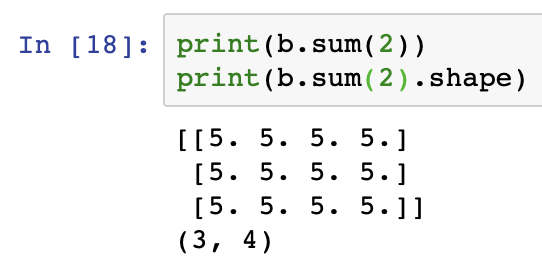 In [18]: print(b.sum(2))
print(b.sum(2).shape)
[[5. 5. 5. 5.]
 [5. 5. 5. 5.]
 [5. 5. 5. 5.]]
(3, 4)